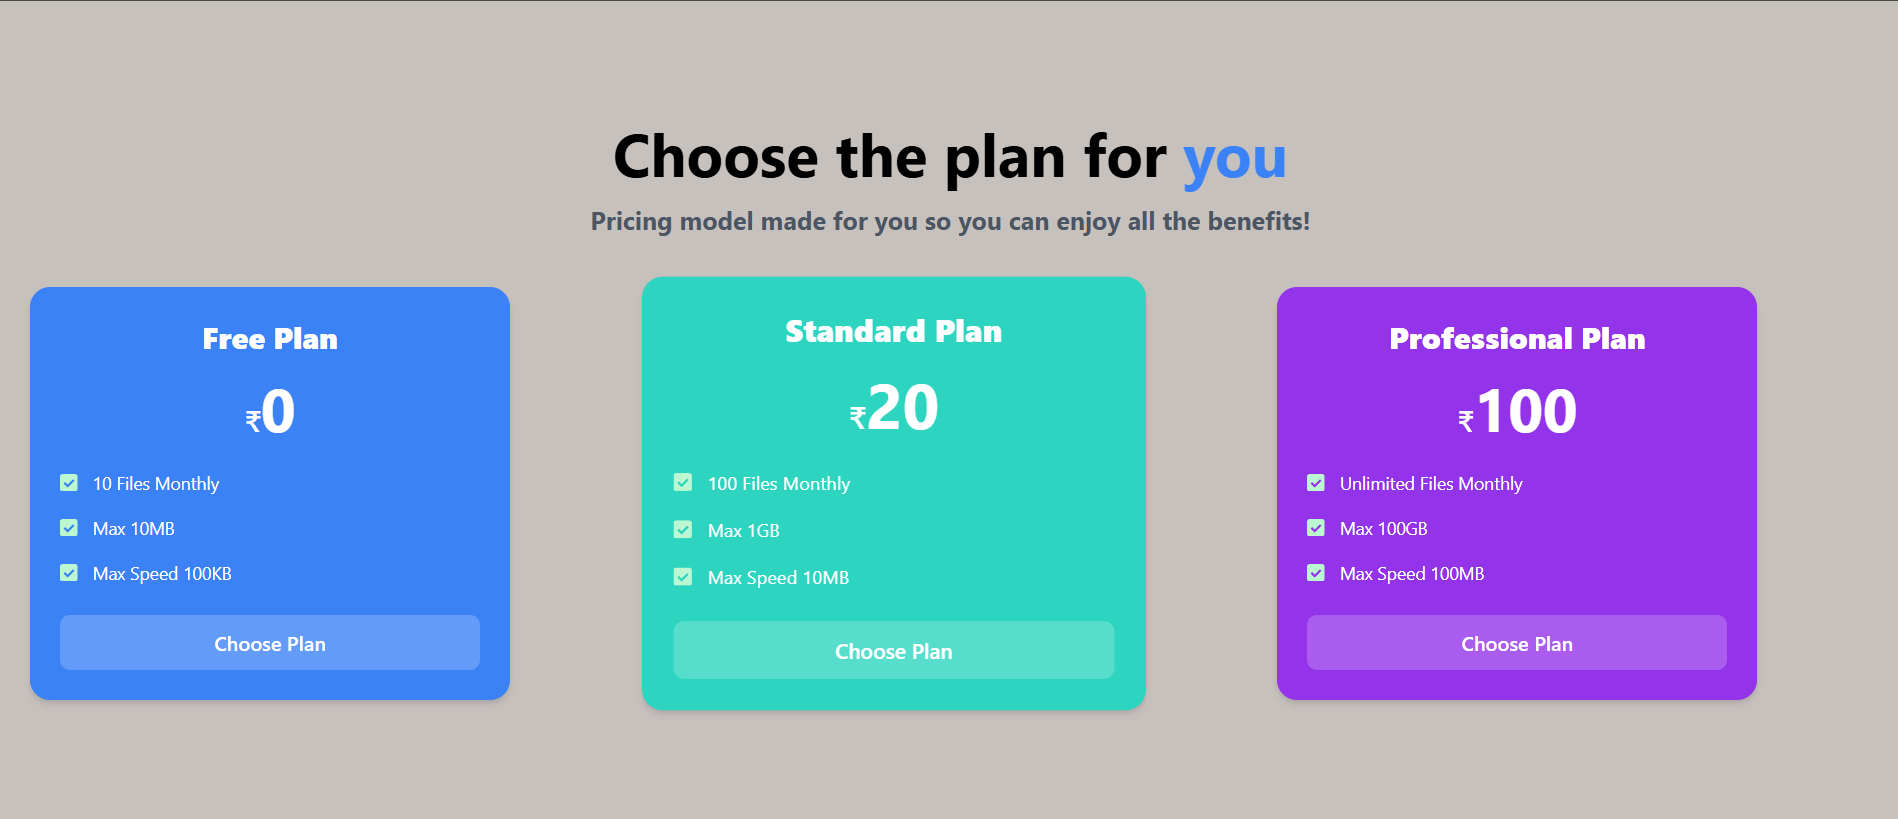 Choose the plan for you
Pricing model made for you so you can enjoy all the benefits!
Free Plan
₹0
10 Files Monthly
Max 10MB
Max Speed 100KB
Choose Plan
Standard Plan
₹20
100 Files Monthly
Max 1GB
Max Speed 10MB
Choose Plan
Professional Plan
₹100
Unlimited Files Monthly
Max 100GB
Max Speed 100MB
Choose Plan